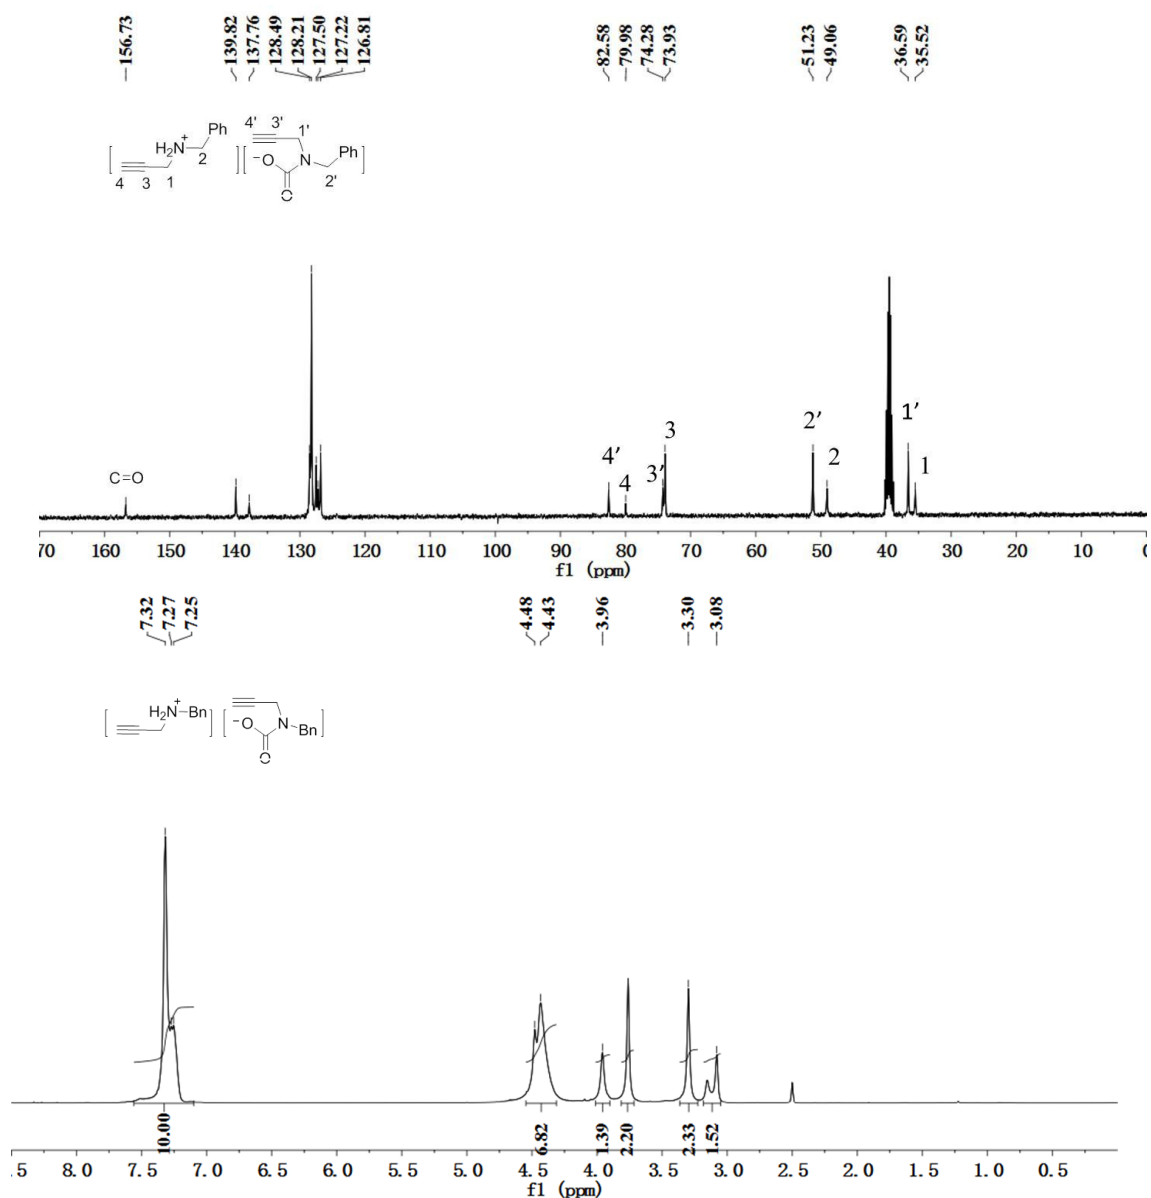 156.73 139.82 137.76 128.49 128.21 127.50 127.22 126.81 82.58 79.98 74.28 73.93 51.23 49.06 36.59 35.52
Ph 4' 3' 1'
H2N+ 2 −O N Ph
4 3 1 O 2'
C=O 4' 4 3' 3 2' 2 1' 1
70 160 150 140 130 120 110 100 90 80 70 60 50 40 30 20 10 0
f1 (ppm)
7.32 7.27 7.25 4.48 4.43 3.96 3.30 3.08
H2N+ Bn −O N Bn
O
10.00 6.82 1.39 2.20 2.33 1.52
.5 8.0 7.5 7.0 6.5 6.0 5.5 5.0 4.5 4.0 3.5 3.0 2.5 2.0 1.5 1.0 0.5
f1 (ppm)